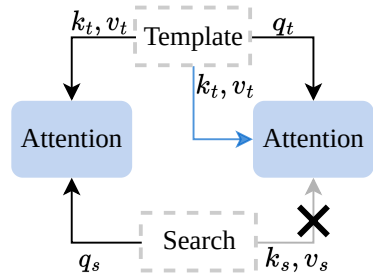 k_t, v_t
Template
q_t
k_t, v_t
Attention
Attention
Search
q_s
k_s, v_s